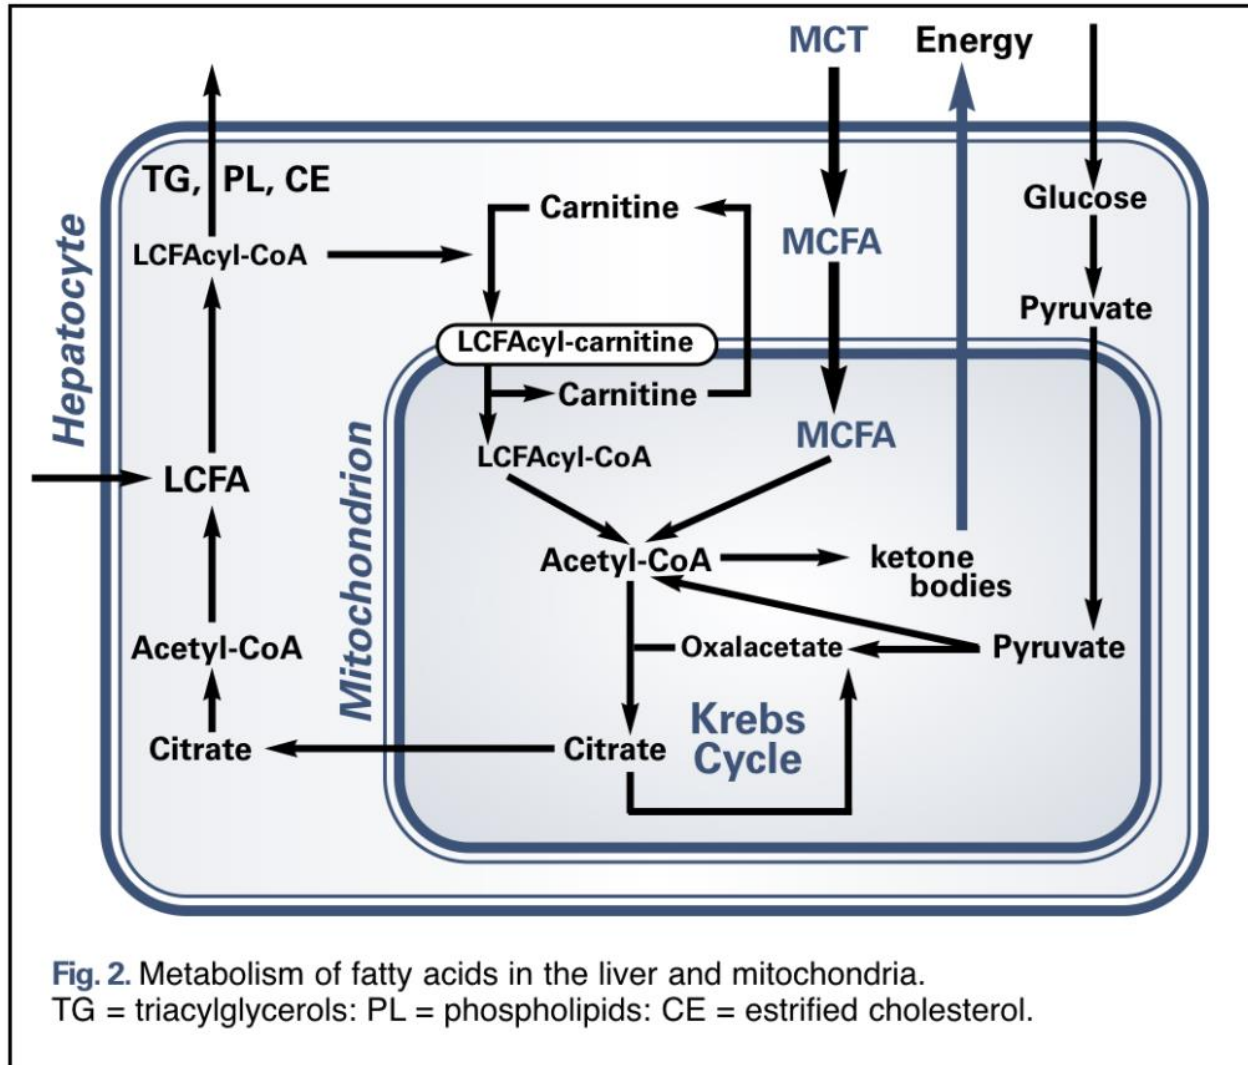 MCT
Energy
TG, PL, CE
Carnitine
Glucose
MCFA
LCFAcyl-CoA
Hepatocyte
Pyruvate
LCFAcyl-carnitine
Carnitine
MCFA
LCFAcyl-CoA
LCFA
Mitochondrion
Acetyl-CoA
ketone
bodies
Acetyl-CoA
Oxalacetate
Pyruvate
Krebs
Cycle
Citrate
Citrate
Fig. 2. Metabolism of fatty acids in the liver and mitochondria.
TG = triacylglycerols: PL = phospholipids: CE = estrified cholesterol.